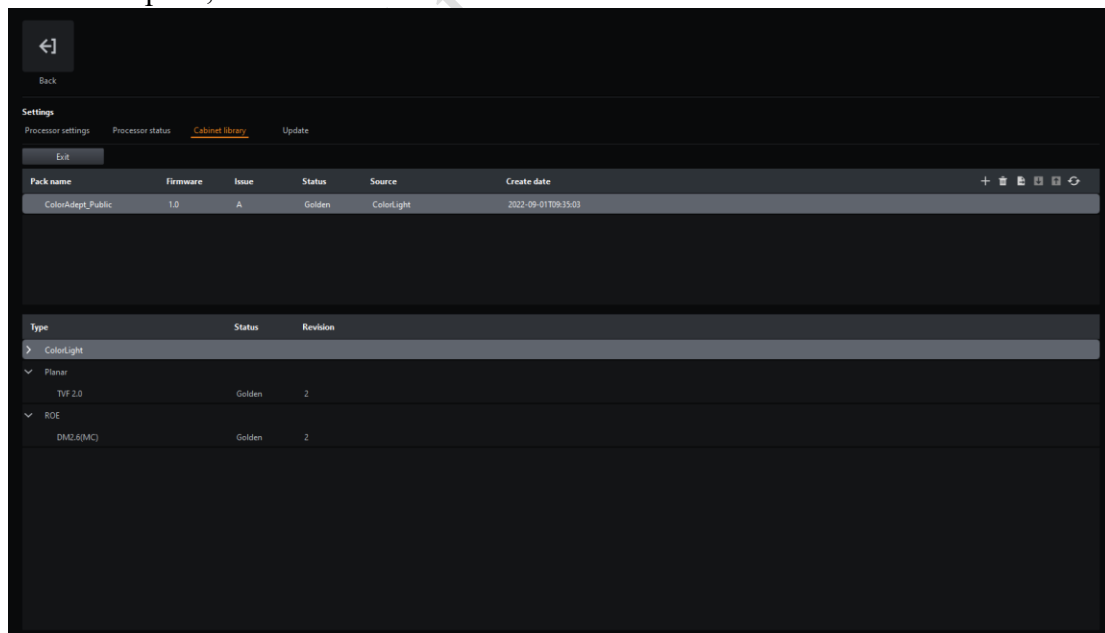 Back
Settings
Processor settings Processor status Cabinet library Update
Exit
Pack name Firmware Issue Status Source Create date
ColorAdept_Public 1.0 A Golden ColorLight 2022-09-01T09:35:03
Type Status Revision
ColorLight
Planar
TVF 2.0 Golden 2
ROE
DM2.6(MC) Golden 2